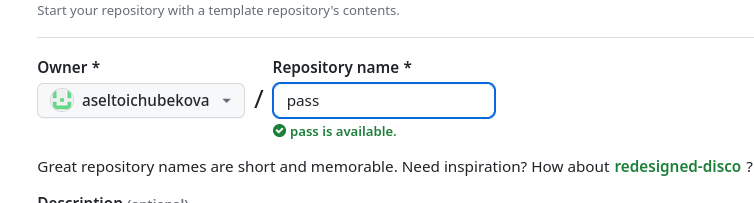 Start your repository with a template repository's contents.
Owner * Repository name *
aseltoichubekova / pass
pass is available.
Great repository names are short and memorable. Need inspiration? How about redesigned-disco ?
Description (optional)